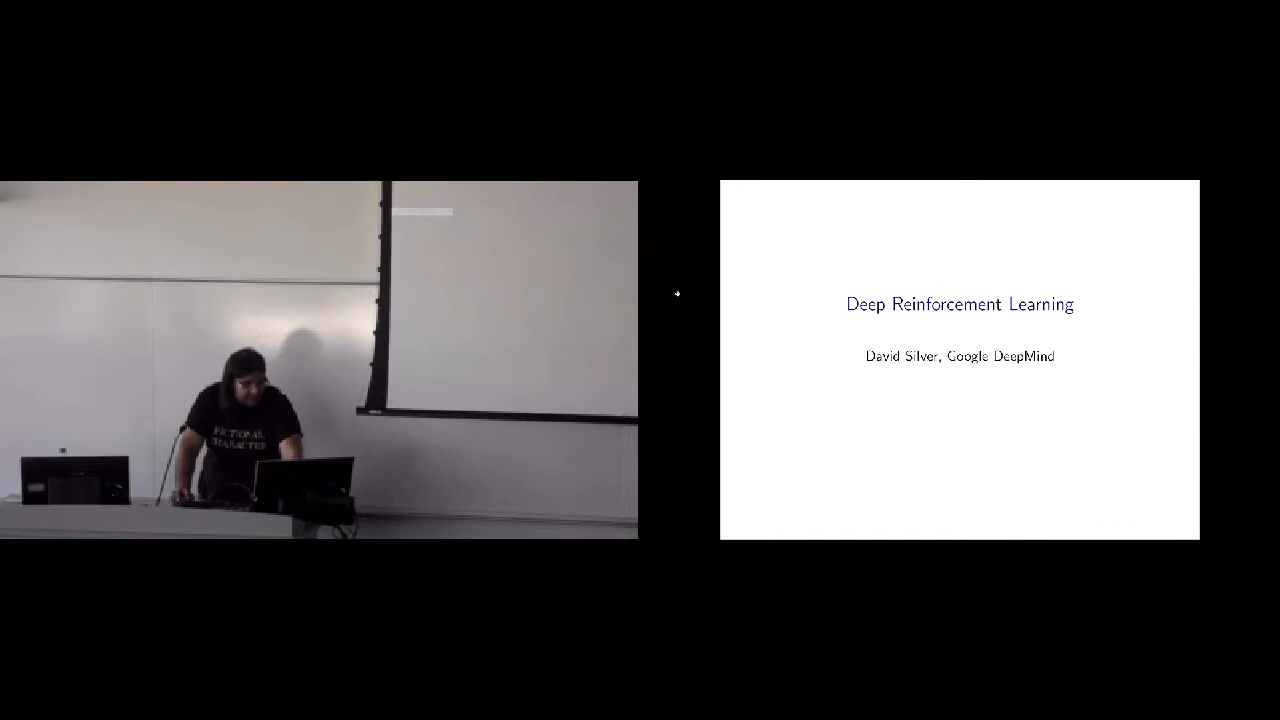 FICTIONAL
CHARACTER
Deep Reinforcement Learning
David Silver, Google DeepMind